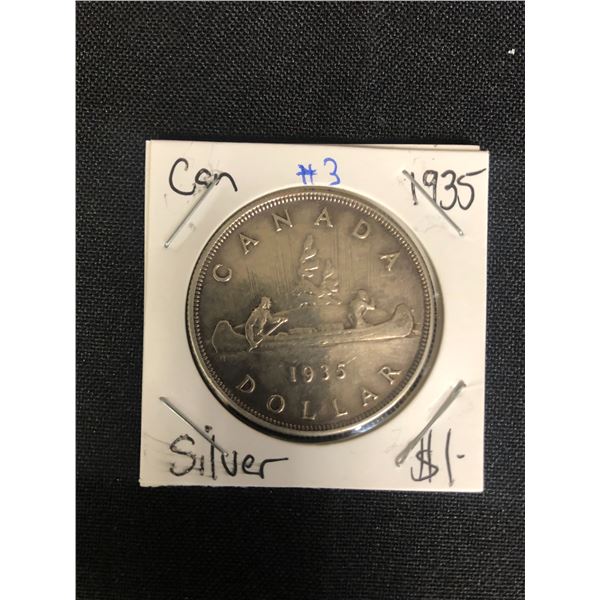 Can #3 1935
CANADA
1935
DOLLAR
Silver $1-